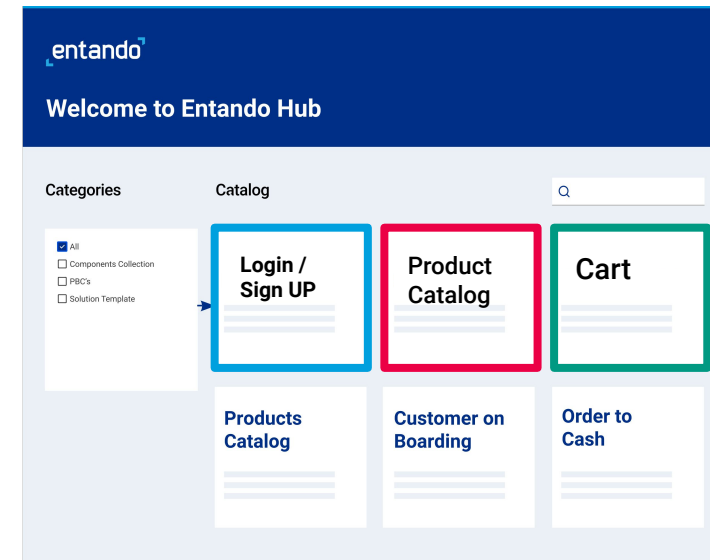 entando
Welcome to Entando Hub
Categories
Catalog
All
Components Collection
PBC's
Solution Template
Login /
Sign UP
Product
Catalog
Cart
Products
Catalog
Customer on
Boarding
Order to
Cash